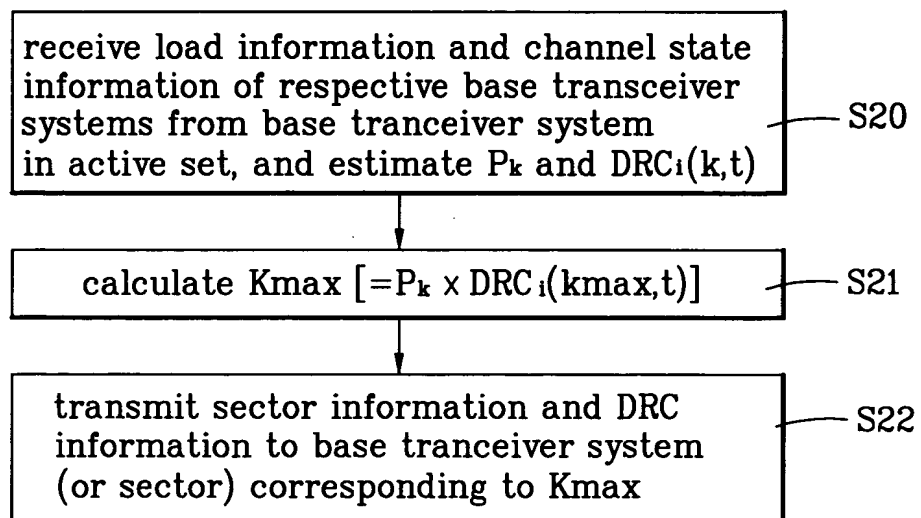 receive load information and channel state
information of respective base transceiver
systems from base tranceiver system
in active set, and estimate Pk and DRCi(k,t)
S20
calculate Kmax [=Pk × DRCi(kmax,t)]
S21
transmit sector information and DRC
information to base tranceiver system
(or sector) corresponding to Kmax
S22